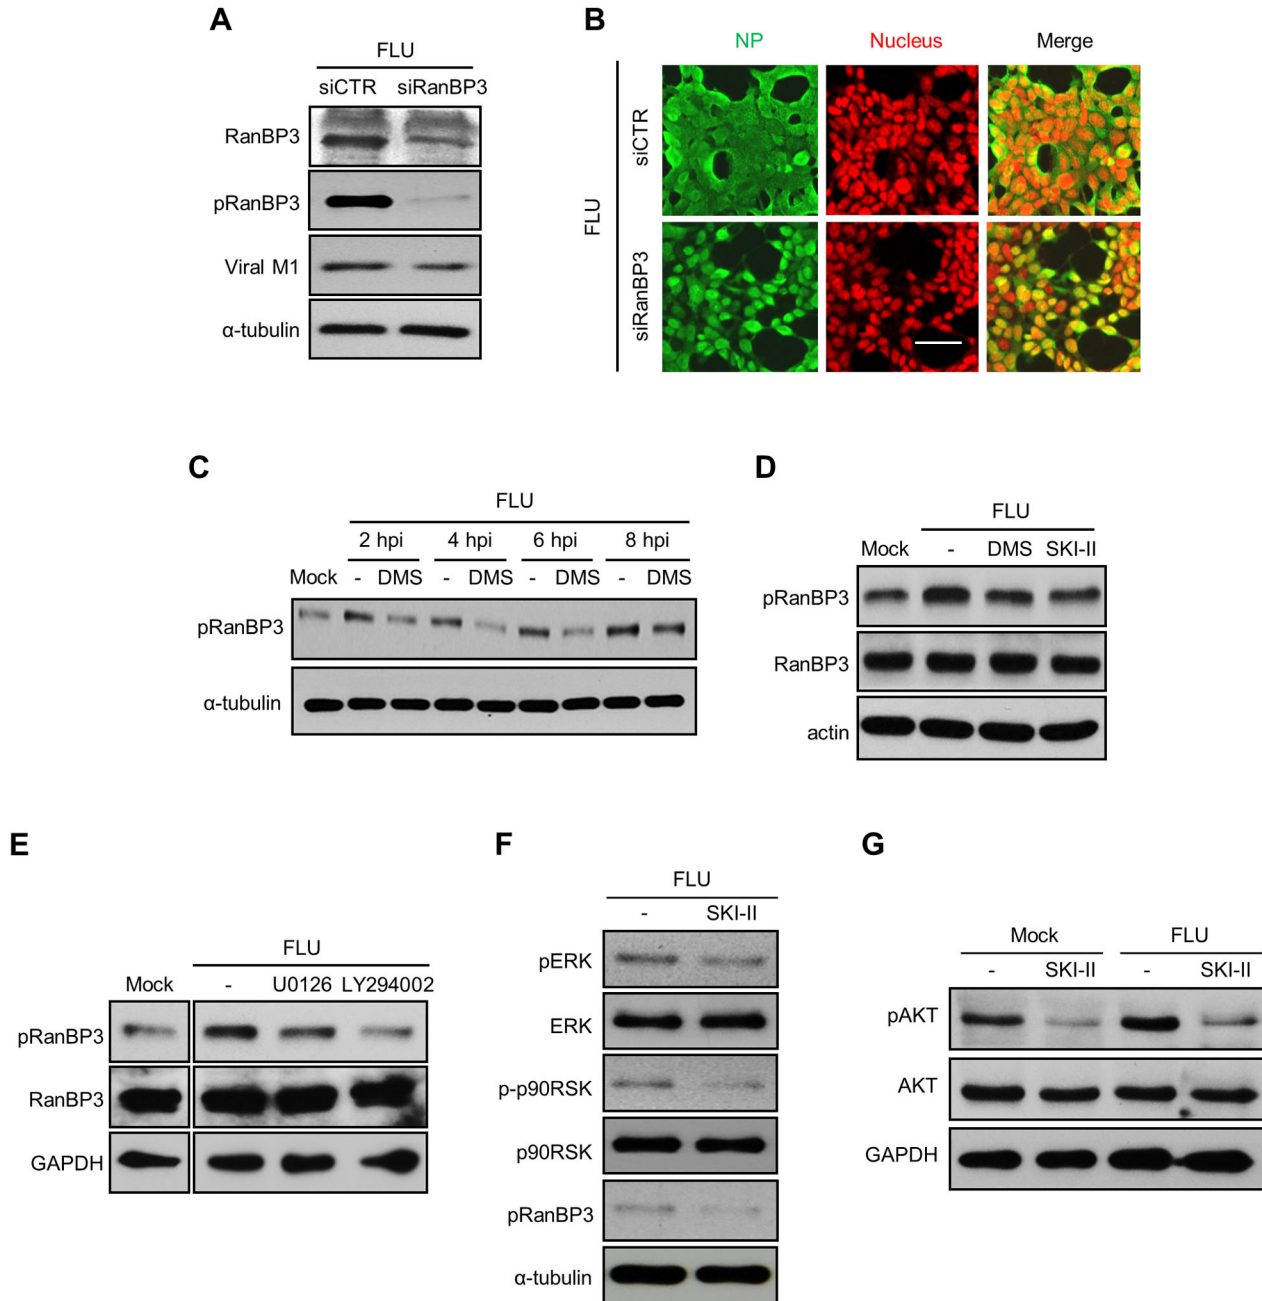 A
FLU
siCTR siRanBP3
RanBP3
pRanBP3
Viral M1
α-tubulin
B
NP Nucleus Merge
FLU
siCTR
siRanBP3
C
FLU
2 hpi 4 hpi 6 hpi 8 hpi
Mock - DMS - DMS - DMS - DMS
pRanBP3
α-tubulin
D
FLU
Mock - DMS SKI-II
pRanBP3
RanBP3
actin
E
FLU
Mock - U0126 LY294002
pRanBP3
RanBP3
GAPDH
F
FLU
- SKI-II
pERK
ERK
p-p90RSK
p90RSK
pRanBP3
α-tubulin
G
Mock FLU
- SKI-II - SKI-II
pAKT
AKT
GAPDH